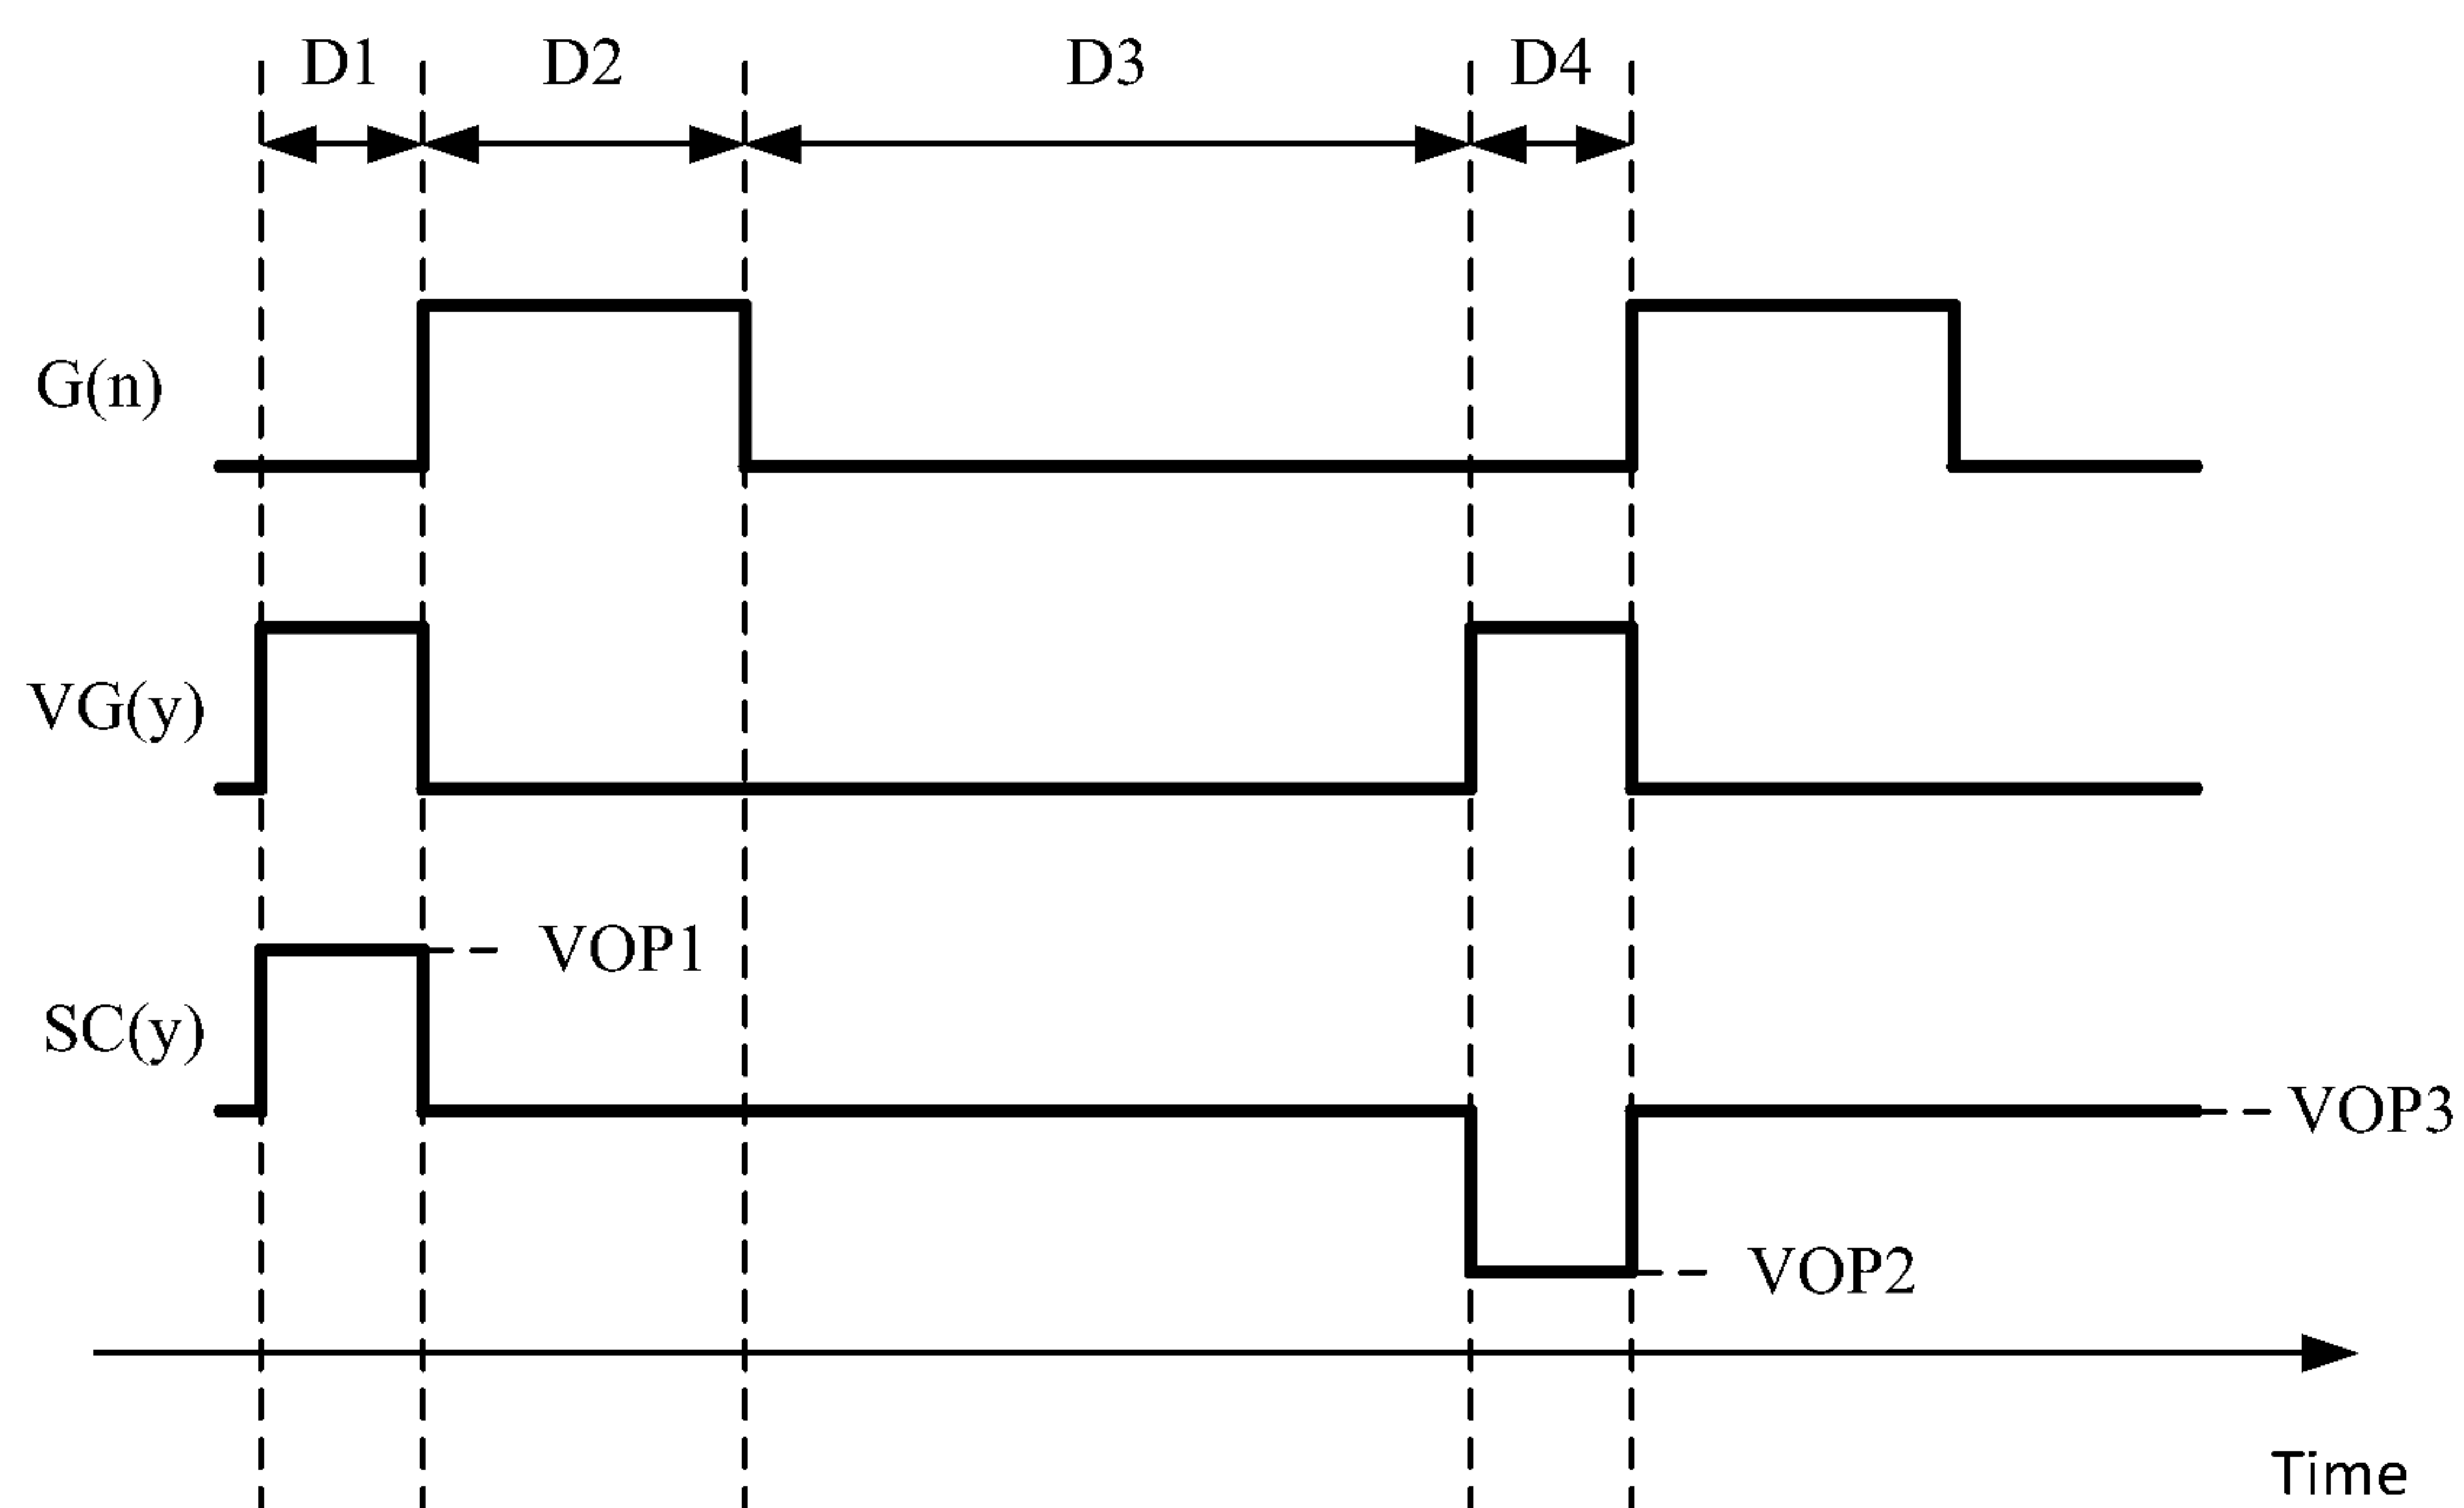 D1 D2 D3 D4
G(n)
VG(y)
VOP1
SC(y)
VOP3
VOP2
Time